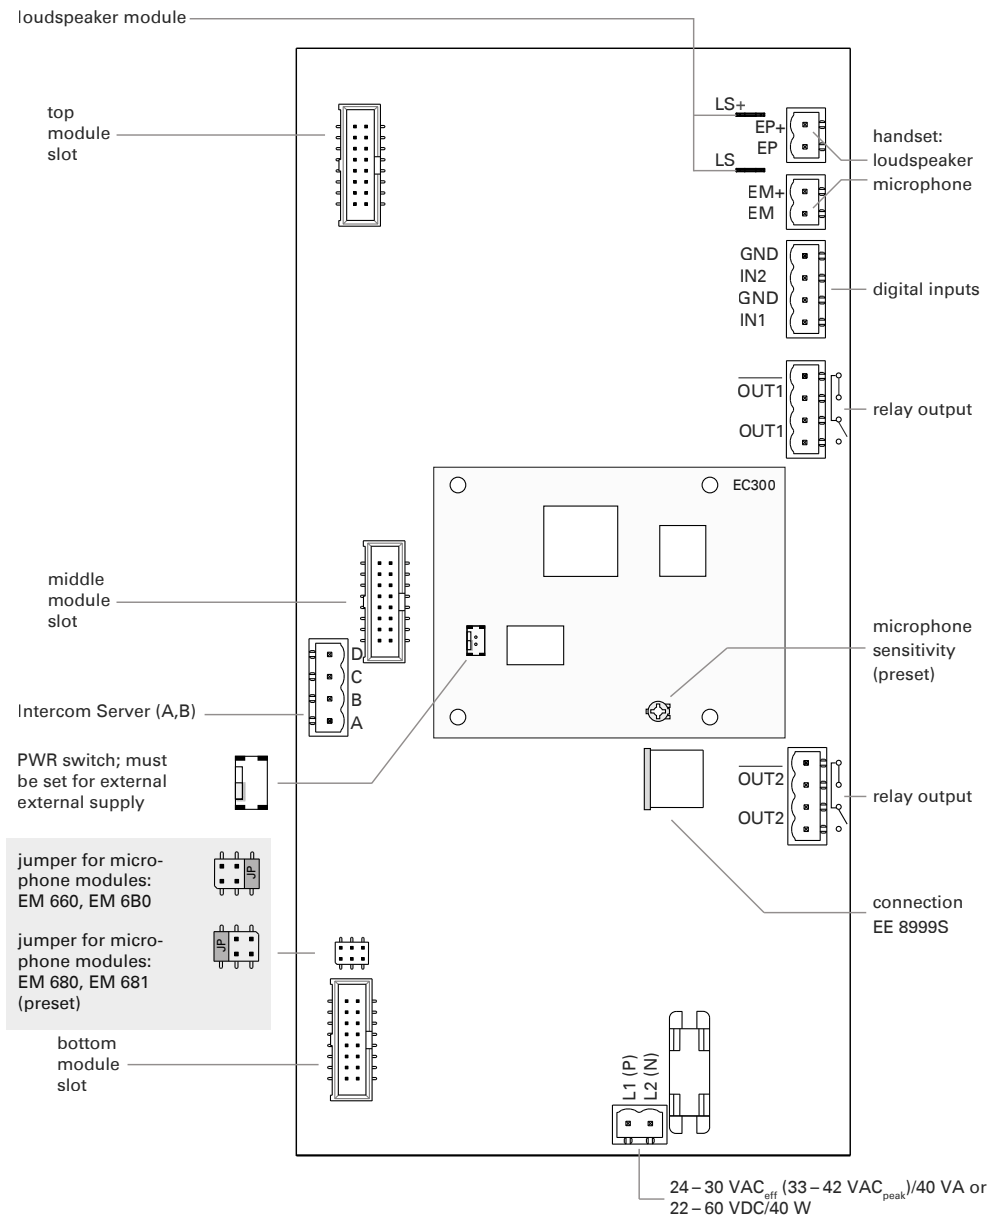 loudspeaker module
top
module
slot
LS+
EP+
EP
LS
EM+
EM
handset:
loudspeaker
microphone
GND
IN2
GND
IN1
digital inputs
OUT1
OUT1
relay output
EC300
middle
module
slot
microphone
sensitivity
(preset)
D
C
B
A
Intercom Server (A,B)
PWR switch; must
be set for external
external supply
OUT2
OUT2
relay output
jumper for micro-
phone modules:
EM 660, EM 6B0
JP
jumper for micro-
phone modules:
EM 680, EM 681
(preset)
JP
connection
EE 8999S
bottom
module
slot
L1 (P)
L2 (N)
24–30 VACeff (33–42 VACpeak)/40 VA or
22–60 VDC/40 W